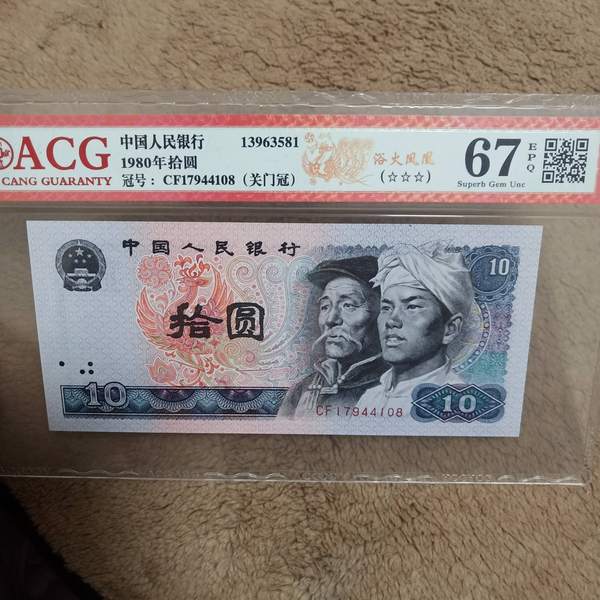 ACG
CANG GUARANTY
中国人民银行 13963581
1980年拾圆
冠号：CF17944108（关门冠）
浴火凤凰
(☆☆☆)
67
EPQ
Superb Gem Unc
中国人民银行
10
拾圆
CF17944108
10
10